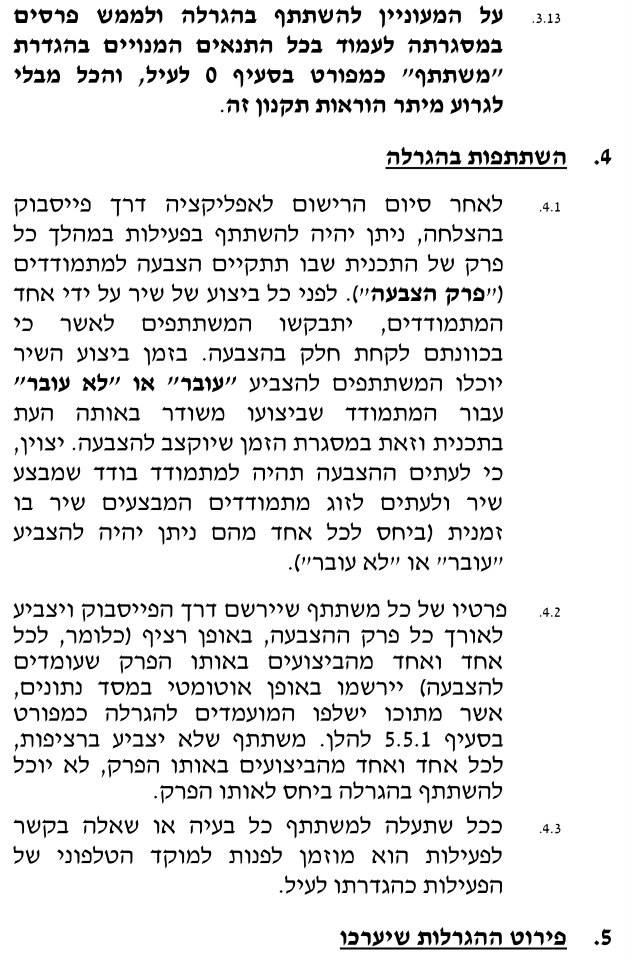 3.13. על המעוניין להשתתף בהגרלה ולממש פרסים
במסגרתה לעמוד בכל התנאים המנויים בהגדרת
"משתתף" כמפורט בסעיף 0 לעיל, והכל מבלי
לגרוע מיתר הוראות תקנון זה.
4. השתתפות בהגרלה
4.1. לאחר סיום הרישום לאפליקציה דרך פייסבוק
בהצלחה, ניתן יהיה להשתתף בפעילות במהלך כל
פרק של התכנית שבו תתקיים הצבעה למתמודדים
("פרק הצבעה"). לפני כל ביצוע של שיר על ידי אחד
המתמודדים, יתבקשו המשתתפים לאשר כי
בכוונתם לקחת חלק בהצבעה. בזמן ביצוע השיר
יוכלו המשתתפים להצביע "עובר" או "לא עובר"
עבור המתמודד שביצועו משודר באותה העת
בתכנית וזאת במסגרת הזמן שיוקצב להצבעה. יצוין,
כי לעתים ההצבעה תהיה למתמודד בודד שמבצע
שיר ולעתים לזוג מתמודדים המבצעים שיר בו
זמנית (ביחס לכל אחד מהם ניתן יהיה להצביע
"עובר" או "לא עובר").
4.2. פרטיו של כל משתתף שיירשם דרך הפייסבוק ויצביע
לאורך כל פרק ההצבעה, באופן רציף (כלומר, לכל
אחד ואחד מהביצועים באותו הפרק שעומדים
להצבעה) יירשמו באופן אוטומטי במסד נתונים,
אשר מתוכו ישלפו המועמדים להגרלה כמפורט
בסעיף 5.5.1 להלן. משתתף שלא יצביע ברציפות,
לכל אחד ואחד מהביצועים באותו הפרק, לא יוכל
להשתתף בהגרלה ביחס לאותו הפרק.
4.3. ככל שתעלה למשתתף כל בעיה או שאלה בקשר
לפעילות הוא מוזמן לפנות למוקד הטלפוני של
הפעילות כהגדרתו לעיל.
5. פירוט ההגרלות שיערכו